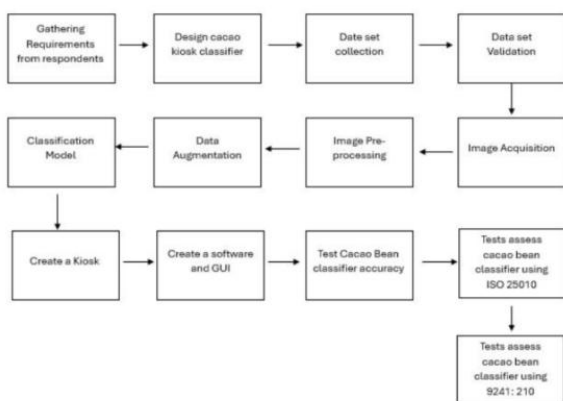 Gathering
Requirements
from respondents
Design cacao
kiosk classifier
Date set
collection
Data set
Validation
Classification
Model
Data
Augmentation
Image Pre-
processing
Image Acquisition
Create a Kiosk
Create a software
and GUI
Test Cacao Bean
classifier accuracy
Tests assess
cacao bean
classifier using
ISO 25010
Tests assess
cacao bean
classifier using
9241: 210